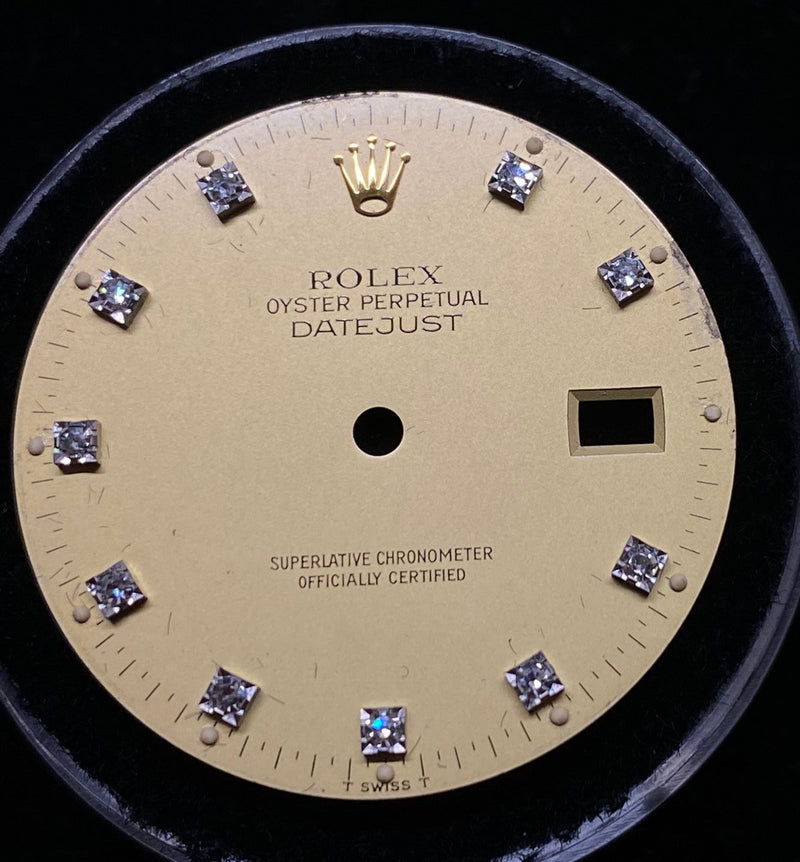 ROLEX
OYSTER PERPETUAL
DATEJUST
SUPERLATIVE CHRONOMETER
OFFICIALLY CERTIFIED
T SWISS T